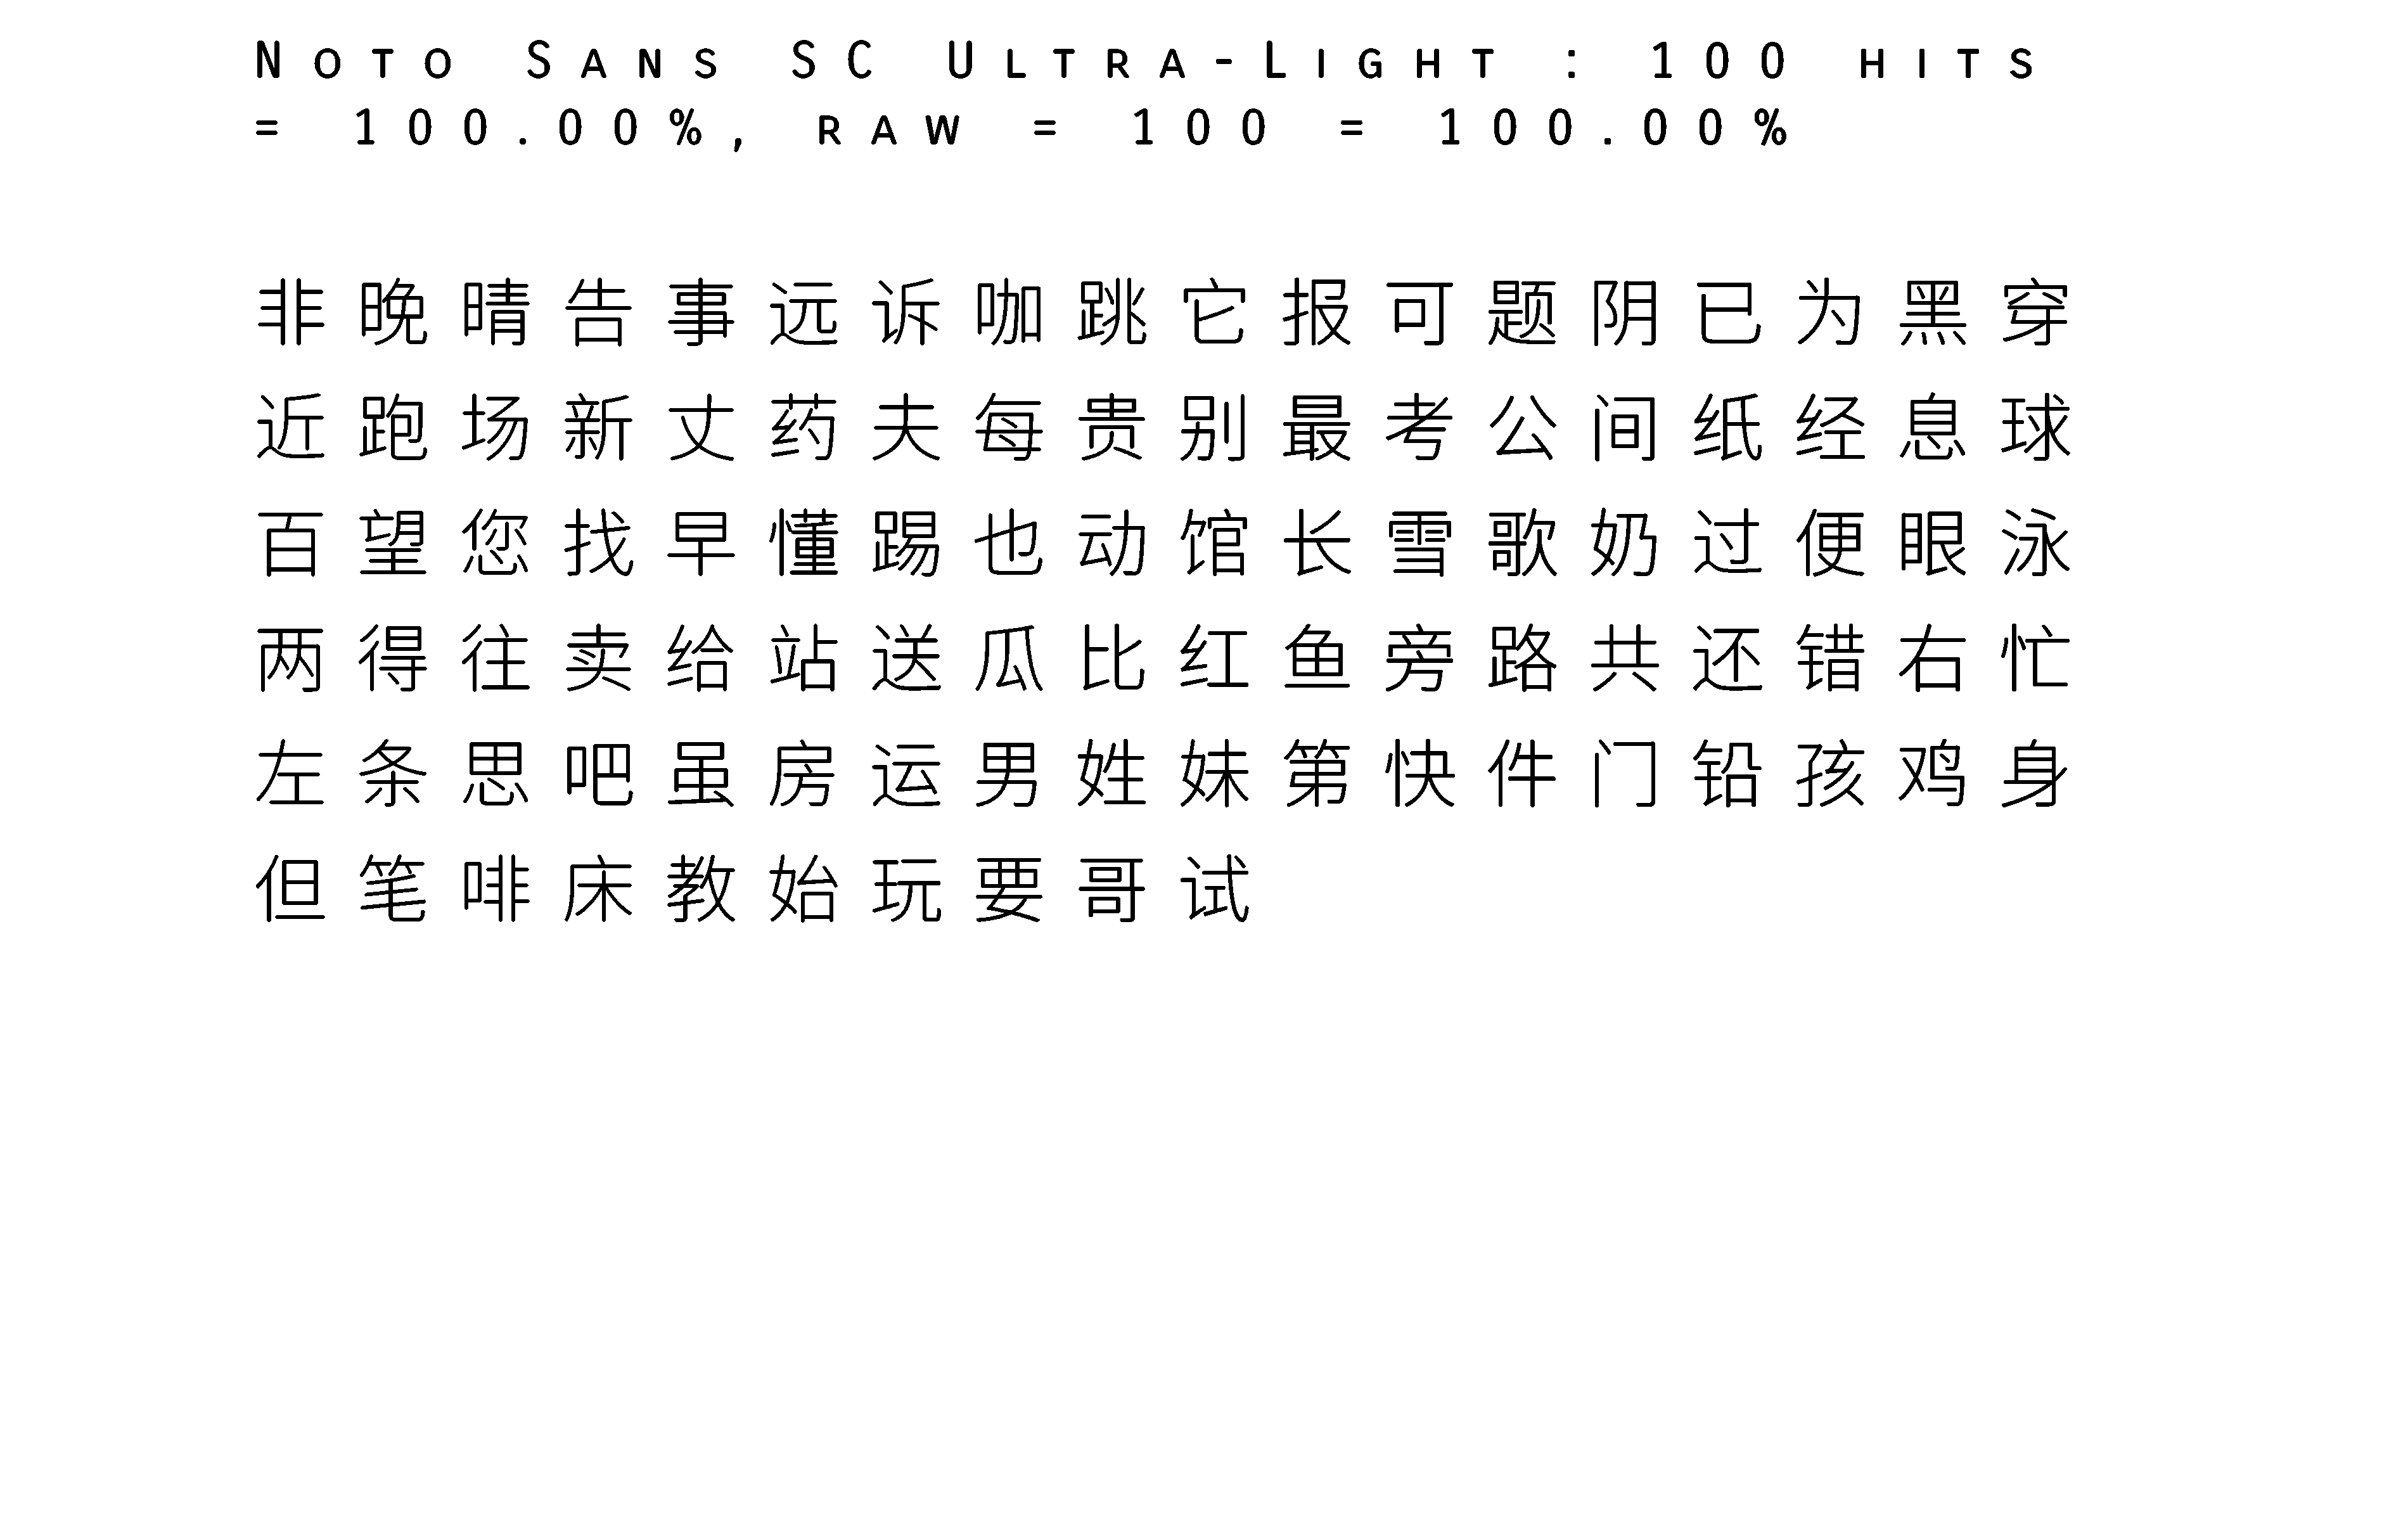 Noto Sans SC Ultra-Light : 100 hits
= 100.00%, raw = 100 = 100.00%
非晚晴告事远诉咖跳它报可题阴已为黑穿
近跑场新丈药夫每贵别最考公间纸经息球
百望您找早懂踢也动馆长雪歌奶过便眼泳
两得往卖给站送瓜比红鱼旁路共还错右忙
左条思吧虽房运男姓妹第快件门铅孩鸡身
但笔啡床教始玩要哥试